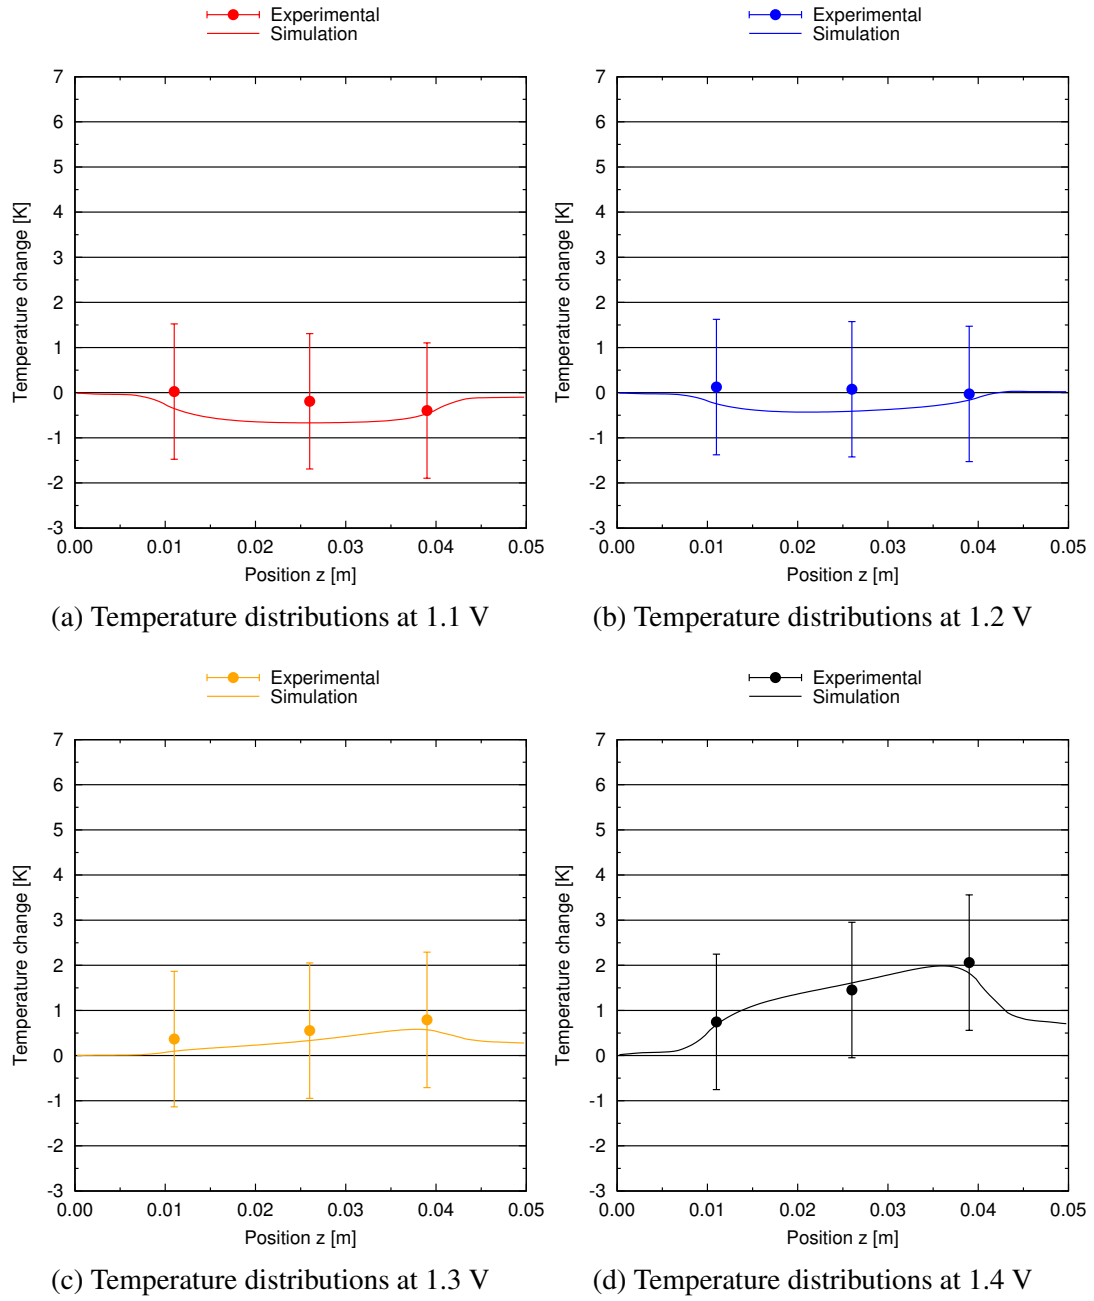 Experimental
Simulation
Experimental
Simulation
7
6
5
4
3
2
1
0
-1
-2
-3
Temperature change [K]
0.00 0.01 0.02 0.03 0.04 0.05
Position z [m]
7
6
5
4
3
2
1
0
-1
-2
-3
Temperature change [K]
0.00 0.01 0.02 0.03 0.04 0.05
Position z [m]
(a) Temperature distributions at 1.1 V
(b) Temperature distributions at 1.2 V
Experimental
Simulation
Experimental
Simulation
7
6
5
4
3
2
1
0
-1
-2
-3
Temperature change [K]
0.00 0.01 0.02 0.03 0.04 0.05
Position z [m]
7
6
5
4
3
2
1
0
-1
-2
-3
Temperature change [K]
0.00 0.01 0.02 0.03 0.04 0.05
Position z [m]
(c) Temperature distributions at 1.3 V
(d) Temperature distributions at 1.4 V